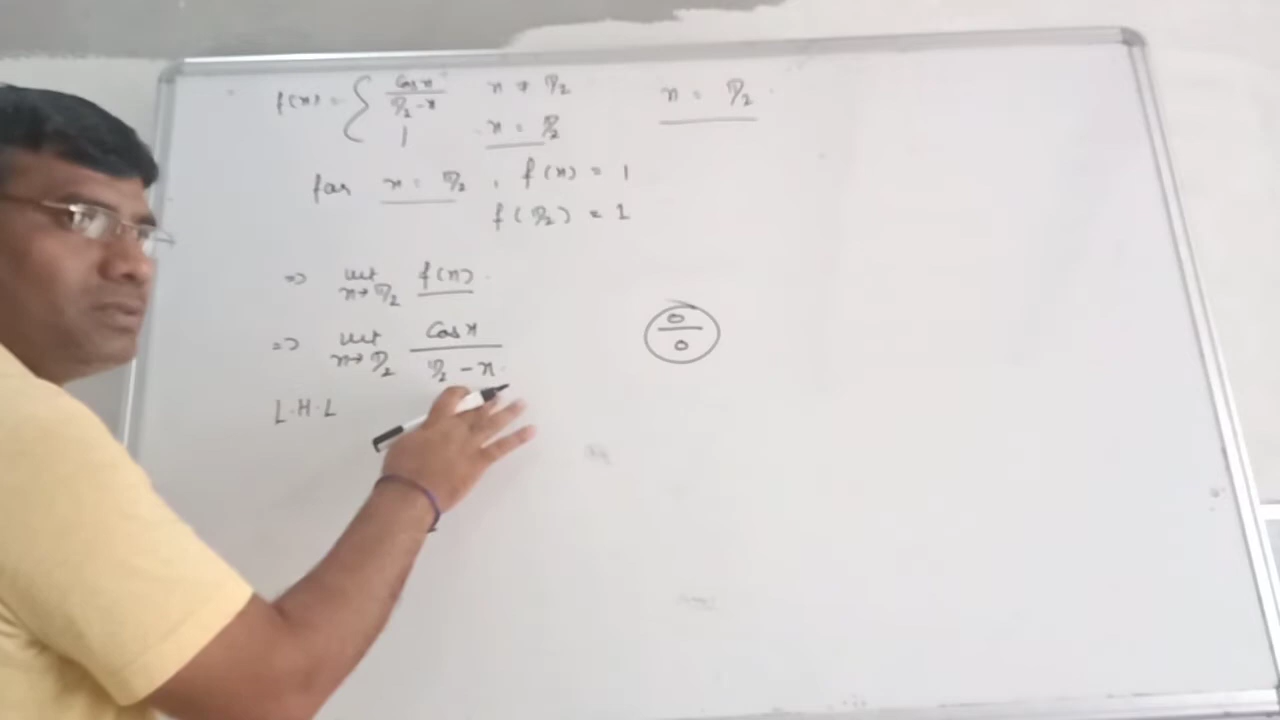 f(x) = { cos x / (π/2 - x)   x ≠ π/2
1   x = π/2
x = π/2
for x = π/2 , f(x) = 1
f(π/2) = 1
=> Lt x→π/2 f(x)
=> Lt x→π/2 cos x / (π/2 - x)
0/0
L.H.L